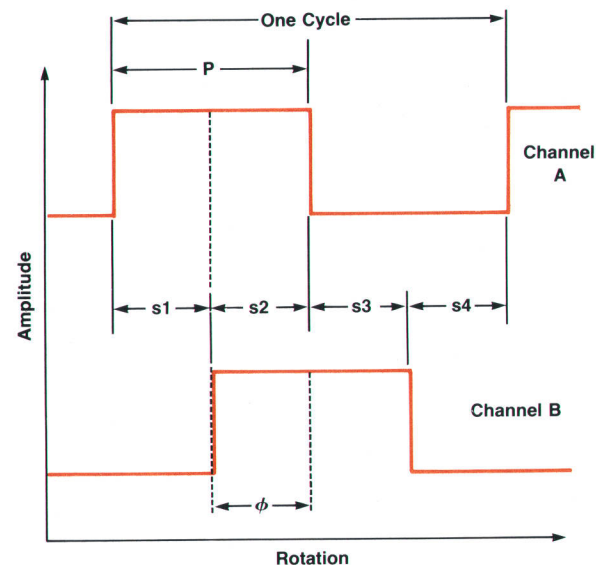 One Cycle
P
Channel
A
s1
s2
s3
s4
Amplitude
Channel B
ϕ
Rotation